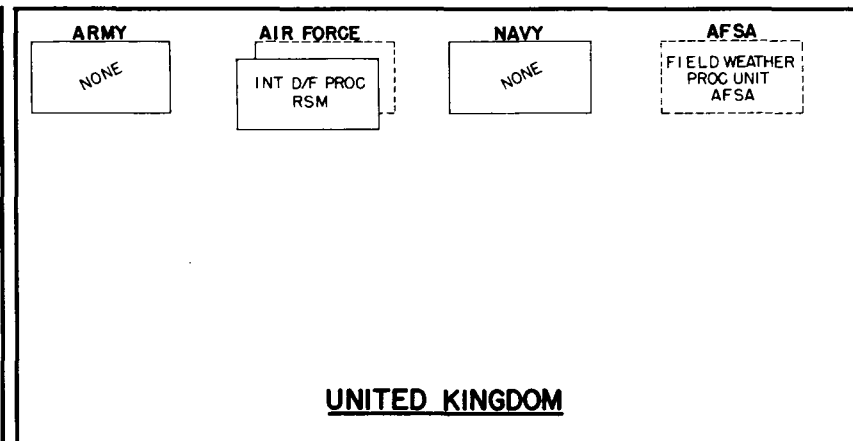 ARMY
NONE
AIR FORCE
INT D/F PROC
RSM
NAVY
NONE
AFSA
FIELD WEATHER
PROC UNIT
AFSA
UNITED KINGDOM